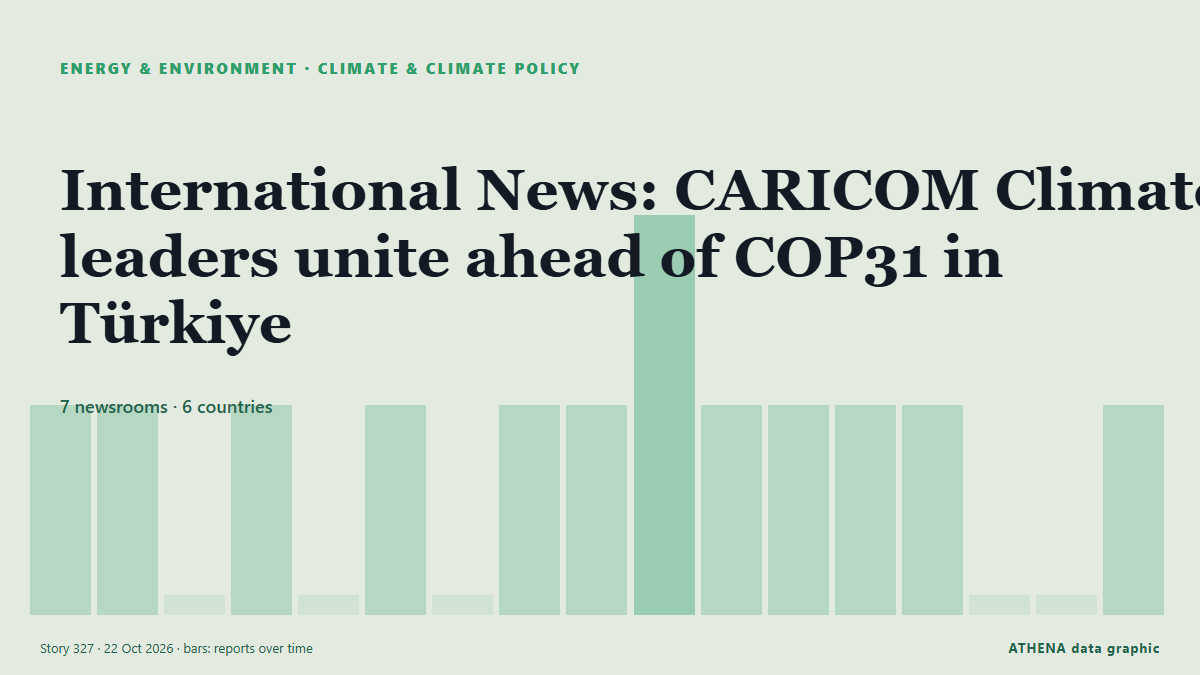 ENERGY & ENVIRONMENT · CLIMATE & CLIMATE POLICY
International News: CARICOM Climate
leaders unite ahead of COP31 in
Türkiye
7 newsrooms · 6 countries
Story 327 · 22 Oct 2026 · bars: reports over time
ATHENA data graphic